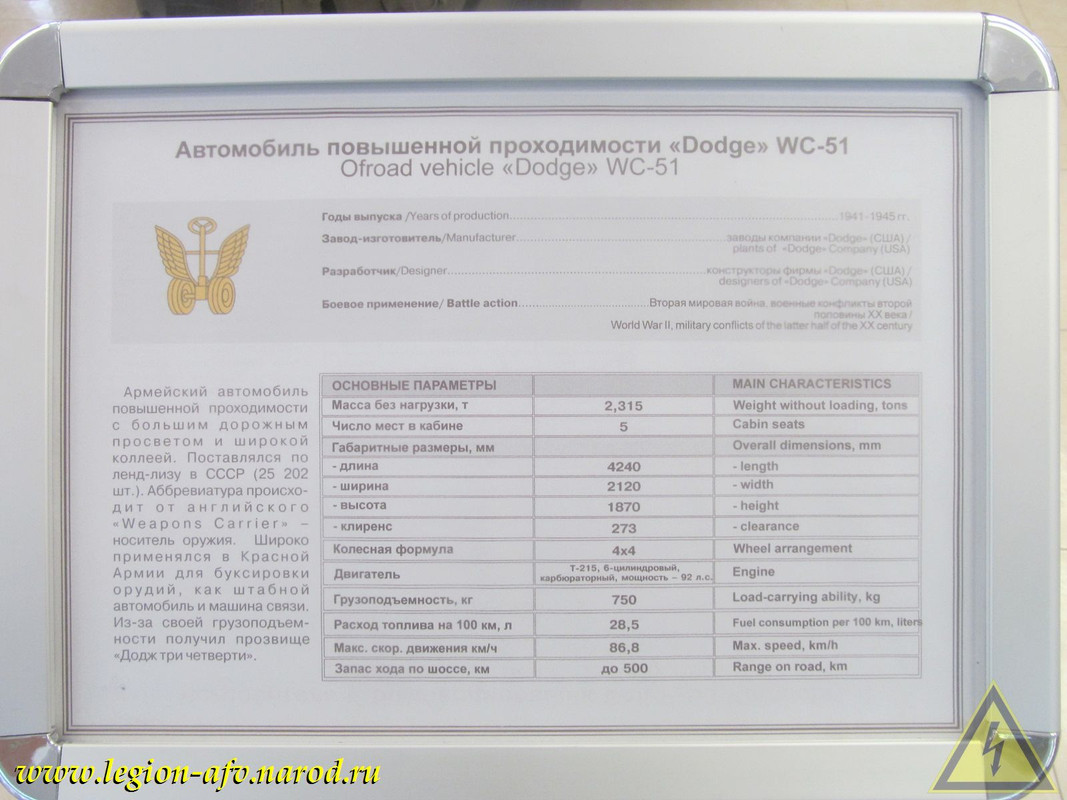 Автомобиль повышенной проходимости «Dodge» WC-51
Ofroad vehicle «Dodge» WC-51
Годы выпуска /Years of production 1941-1945 гг.
Завод-изготовитель/Manufacturer заводы компании «Dodge» (США) /
plants of «Dodge» Company (USA)
Разработчик/Designer конструкторы фирмы «Dodge» (США) /
designers of «Dodge» Company (USA)
Боевое применение/ Battle action Вторая мировая война, военные конфликты второй
половины XX века /
World War II, military conflicts of the latter half of the XX century
Армейский автомобиль
повышенной проходимости
с большим дорожным
просветом и широкой
коллеей. Поставлялся по
ленд-лизу в СССР (25 202
шт.). Аббревиатура происхо-
дит от английского
«Weapons Carrier» –
носитель оружия. Широко
применялся в Красной
Армии для буксировки
орудий, как штабной
автомобиль и машина связи.
Из-за своей грузоподъем-
ности получил прозвище
«Додж три четверти».
ОСНОВНЫЕ ПАРАМЕТРЫ MAIN CHARACTERISTICS
Масса без нагрузки, т 2,315 Weight without loading, tons
Число мест в кабине 5 Cabin seats
Габаритные размеры, мм Overall dimensions, mm
- длина 4240 - length
- ширина 2120 - width
- высота 1870 - height
- клиренс 273 - clearance
Колесная формула 4х4 Wheel arrangement
Двигатель Т-215, 6-цилиндровый, карбюраторный, мощность – 92 л.с. Engine
Грузоподъемность, кг 750 Load-carrying ability, kg
Расход топлива на 100 км, л 28,5 Fuel consumption per 100 km, liters
Макс. скор. движения км/ч 86,8 Max. speed, km/h
Запас хода по шоссе, км до 500 Range on road, km
www.legion-afv.narod.ru